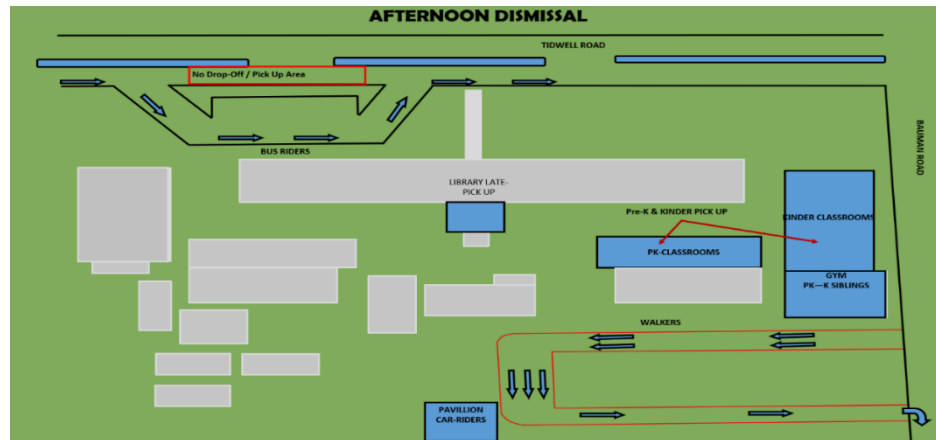 AFTERNOON DISMISSAL
TIDWELL ROAD
No Drop-Off / Pick Up Area
BUS RIDERS
BAUMAN ROAD
LIBRARY LATE-
PICK UP
Pre-K & KINDER PICK UP
KINDER CLASSROOMS
PK-CLASSROOMS
GYM
PK—K SIBLINGS
WALKERS
PAVILLION
CAR-RIDERS